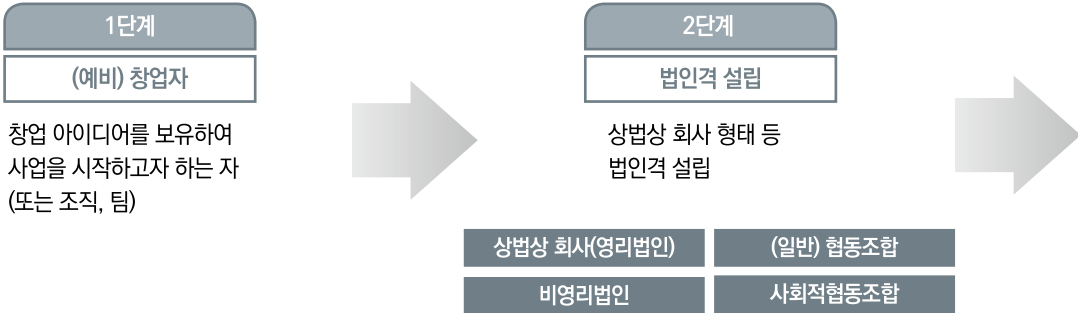 1단계
(예비) 창업자
창업 아이디어를 보유하여
사업을 시작하고자 하는 자
(또는 조직, 팀)
2단계
법인격 설립
상법상 회사 형태 등
법인격 설립
상법상 회사(영리법인)
(일반) 협동조합
비영리법인
사회적협동조합